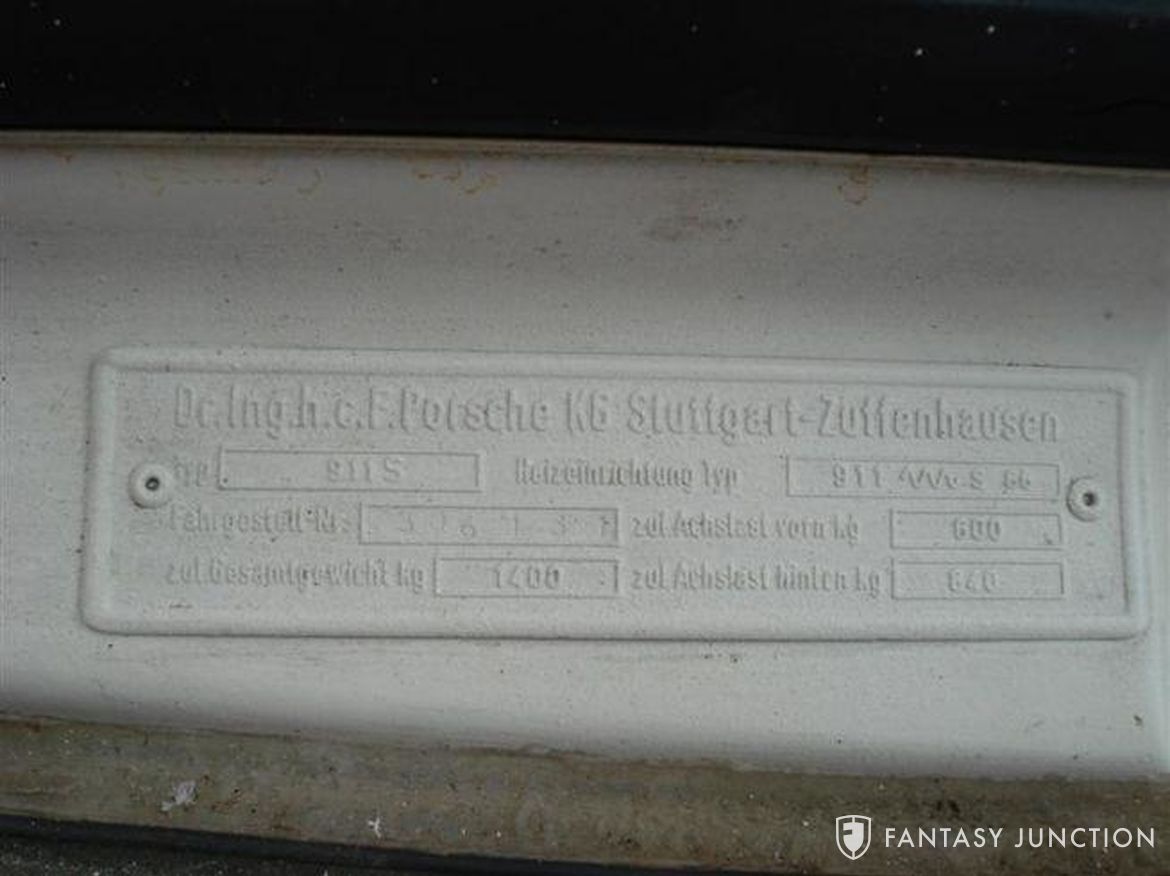 Dr.Ing.h.c.F.Porsche KG Stuttgart-Zuffenhausen
Typ 911 S Heizeinrichtung Typ 911
Fahrgestell-Nr: zul.Achslast vorn kg 600
zul.Gesamtgewicht kg 1400 zul.Achslast hinten kg 840
FANTASY JUNCTION